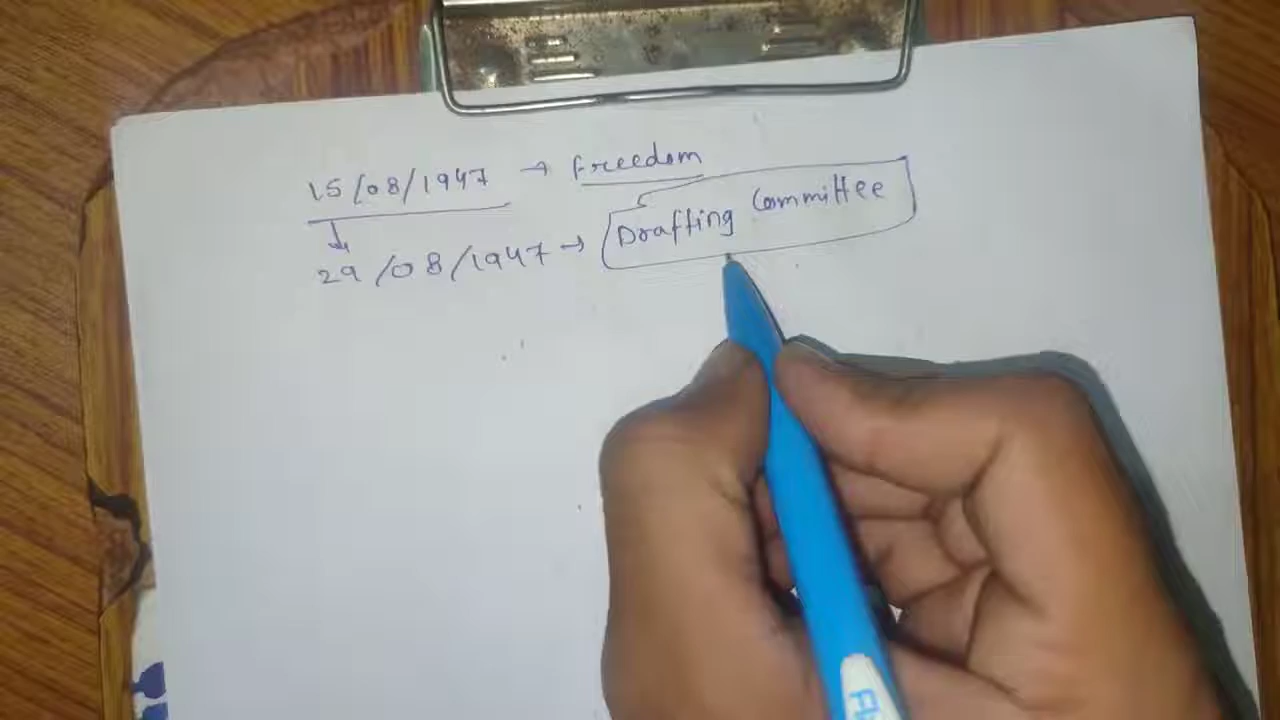 15/08/1947 → freedom
29/08/1947 → Drafting Committee